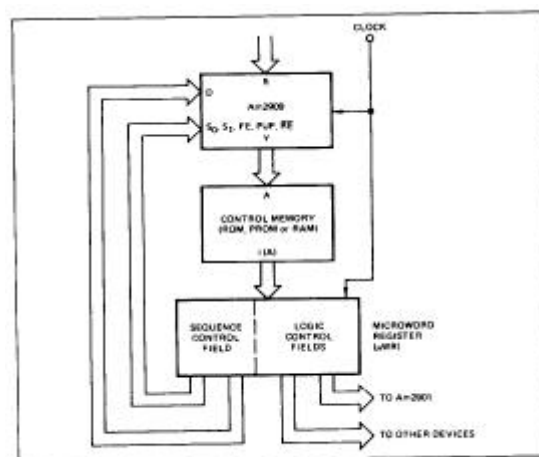 CLOCK
R
D
Am2909
S0, S1, FE, PUP, RE
Y
A
CONTROL MEMORY
(ROM, PROM or RAM)
I (A)
SEQUENCE
CONTROL
FIELD
LOGIC
CONTROL
FIELDS
MICROWORD
REGISTER
(µWR)
TO Am2901
TO OTHER DEVICES